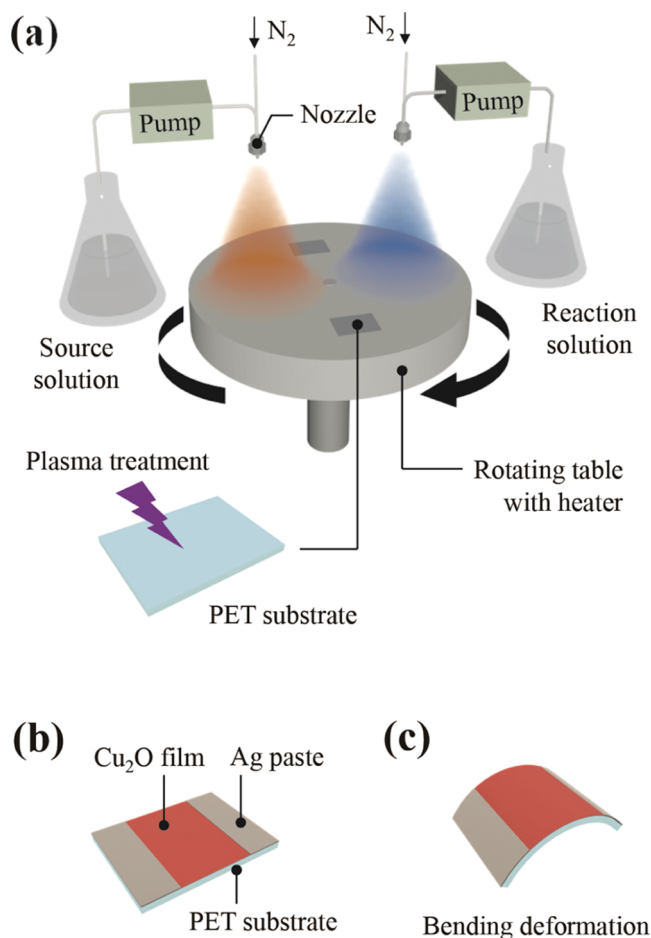 (a)
N₂
N₂
Pump
Nozzle
Pump
Source
solution
Reaction
solution
Plasma treatment
Rotating table
with heater
PET substrate
(b)
Cu₂O film
Ag paste
PET substrate
(c)
Bending deformation